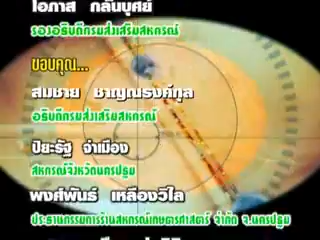 โอภาส กลั่นบุศย์
รองอธิบดีกรมส่งเสริมสหกรณ์
ขอบคุณ...
สมชาย ชาญณรงค์กุล
อธิบดีกรมส่งเสริมสหกรณ์
ปิยะรัฐ จ่าเมือง
สหกรณ์จังหวัดนครปฐม
พงศ์พันธ์ เหลืองวิไล
ประธานกรรมการร้านสหกรณ์เกษตรศาสตร์ จำกัด จ.นครปฐม